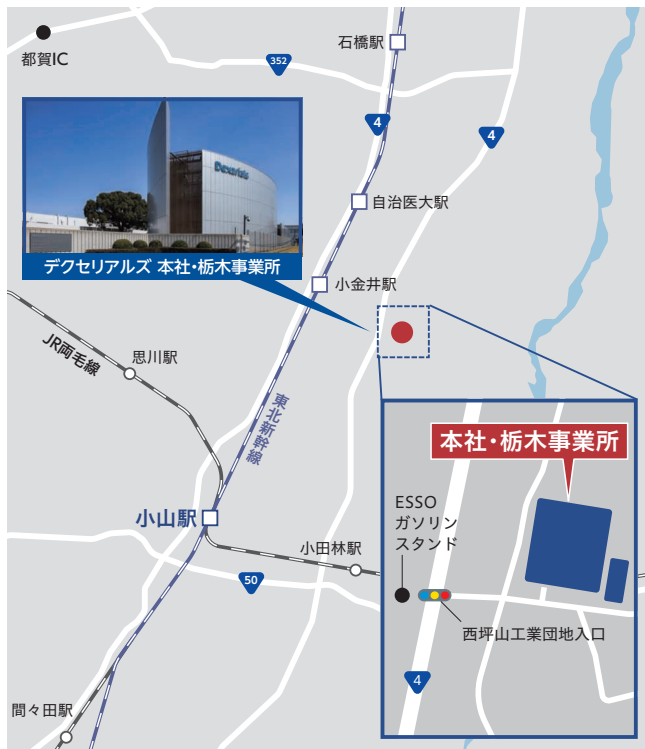 都賀IC
石橋駅
352
4
4
Dexerials
自治医大駅
デクセリアルズ 本社・栃木事業所
小金井駅
JR両毛線
思川駅
東北新幹線
本社・栃木事業所
ESSO
ガソリン
スタンド
小山駅
小田林駅
50
西坪山工業団地入口
4
間々田駅